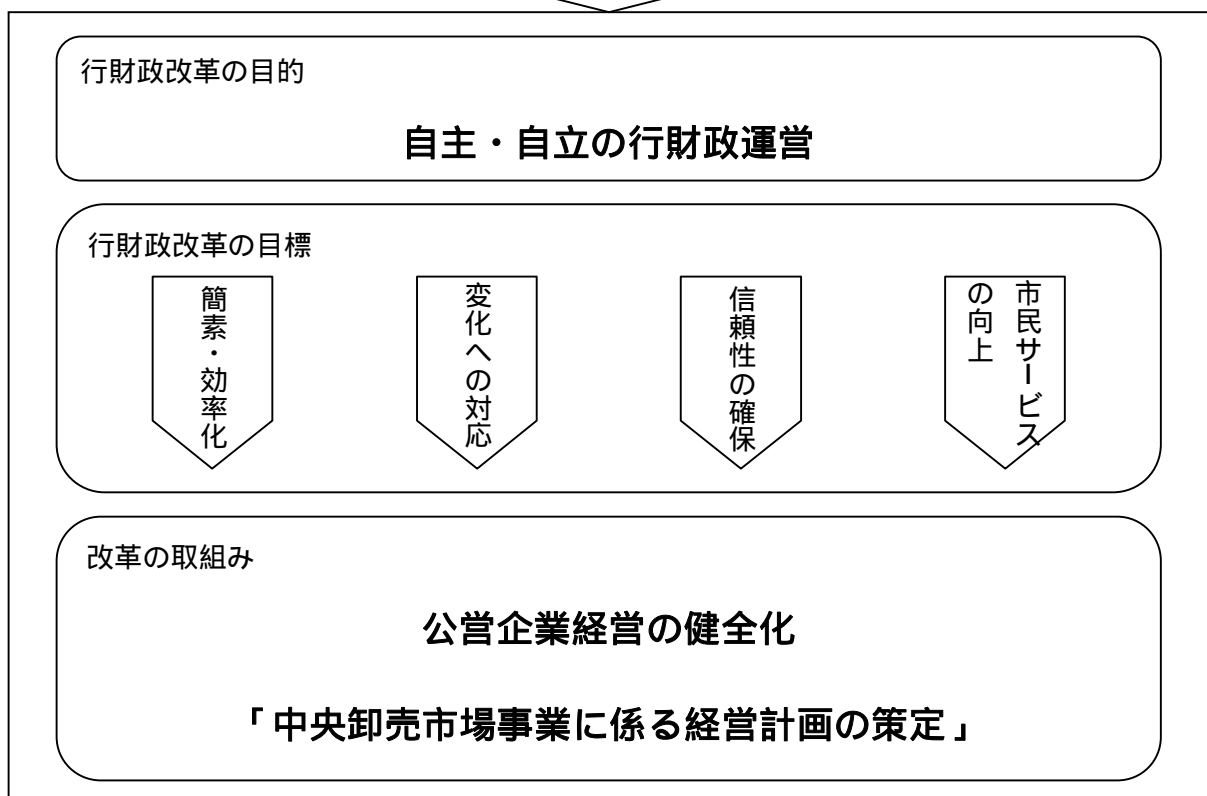 行財政改革の目的
自主・自立の行財政運営
行財政改革の目標
簡素・効率化
変化への対応
信頼性の確保
市民サービス
の向上
改革の取組み
公営企業経営の健全化
「中央卸売市場事業に係る経営計画の策定」